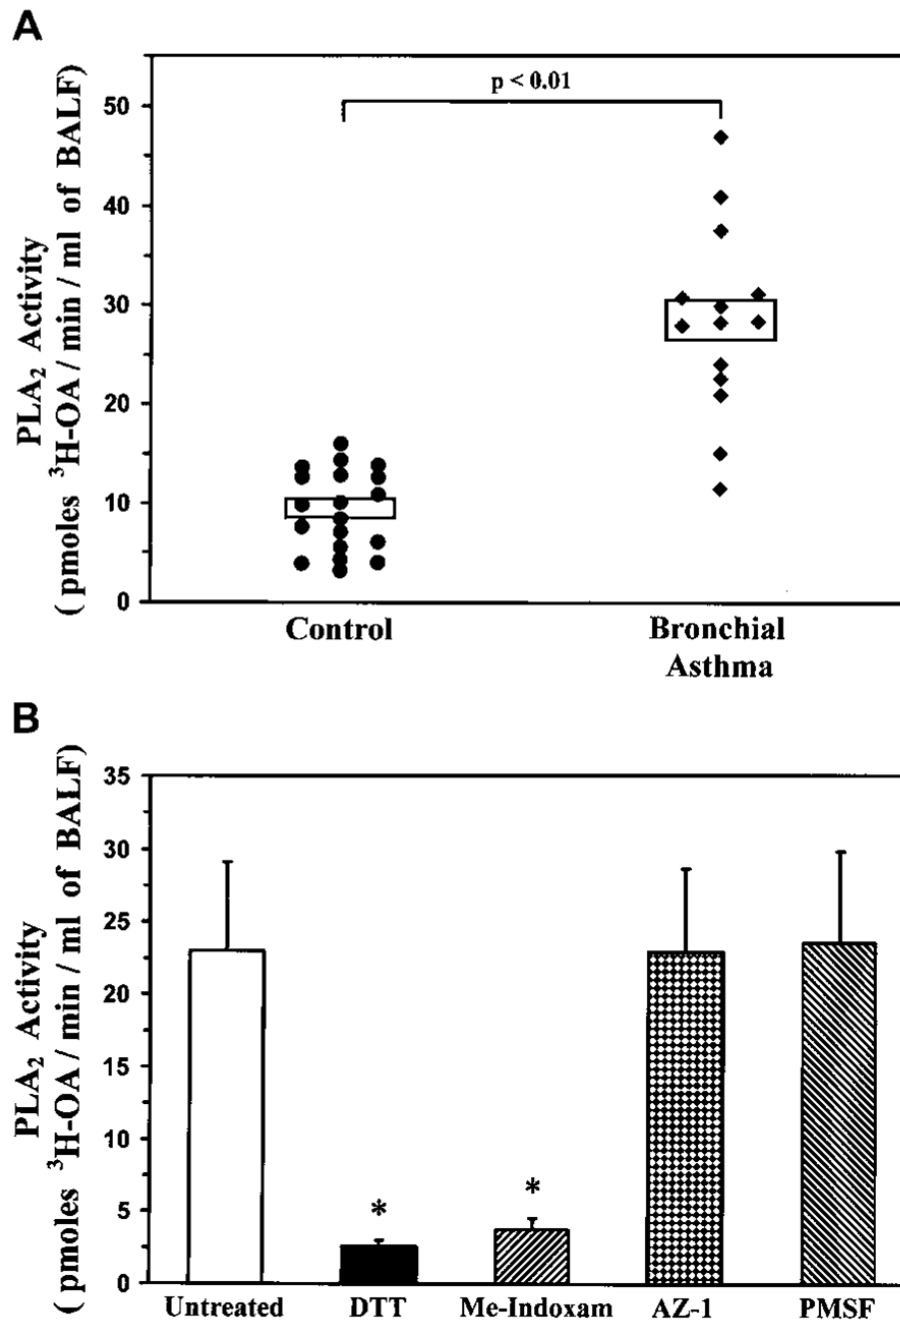 A
PLA₂ Activity
( pmoles ³H-OA / min / ml of BALF)
50
40
30
20
10
0
p < 0.01
Control
Bronchial
Asthma
B
PLA₂ Activity
( pmoles ³H-OA / min / ml of BALF)
35
30
25
20
15
10
5
0
*
*
Untreated
DTT
Me-Indoxam
AZ-1
PMSF